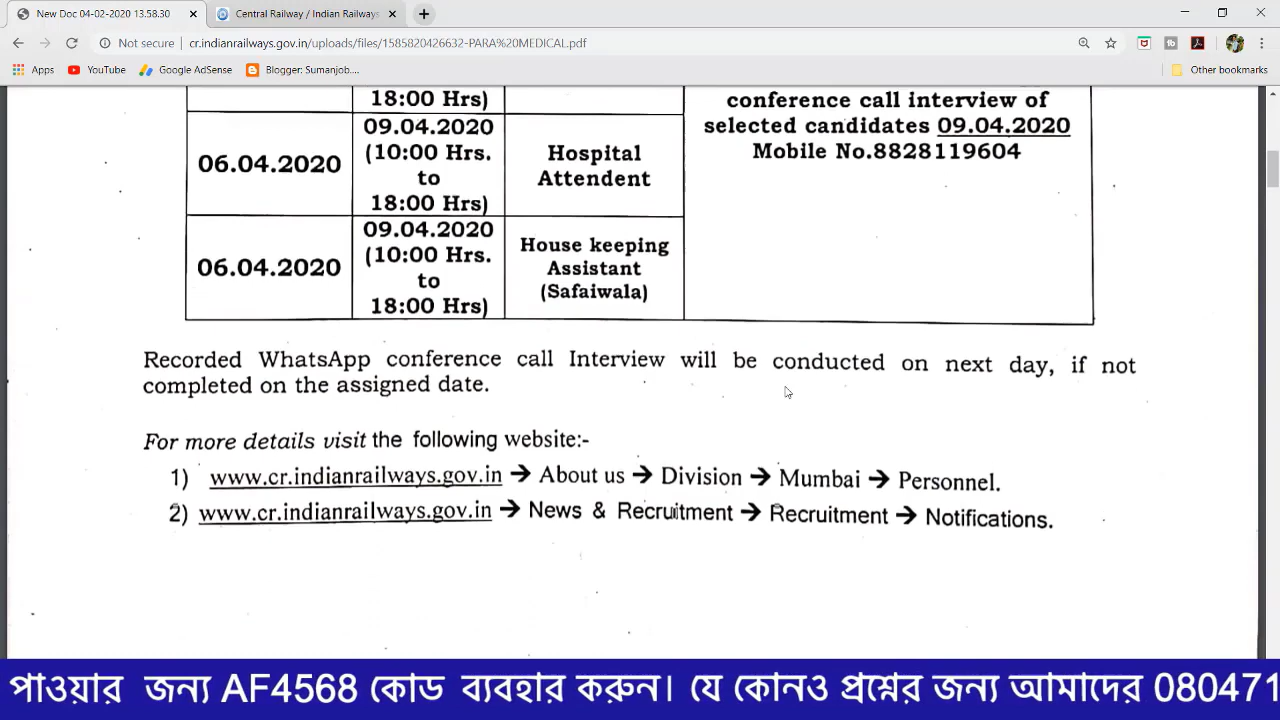 New Doc 04-02-2020 13.58.30
Central Railway / Indian Railways
Not secure
cr.indianrailways.gov.in/uploads/files/1585820426632-PARA%20MEDICAL.pdf
Apps
YouTube
Google AdSense
Blogger: Sumanjob....
Other bookmarks
18:00 Hrs)
conference call interview of
selected candidates 09.04.2020
Mobile No.8828119604
06.04.2020
09.04.2020
(10:00 Hrs.
to
18:00 Hrs)
Hospital
Attendent
06.04.2020
09.04.2020
(10:00 Hrs.
to
18:00 Hrs)
House keeping
Assistant
(Safaiwala)
Recorded WhatsApp conference call Interview will be conducted on next day, if not
completed on the assigned date.
For more details visit the following website:-
1) www.cr.indianrailways.gov.in → About us → Division → Mumbai → Personnel.
2) www.cr.indianrailways.gov.in → News & Recruitment → Recruitment → Notifications.
পাওয়ার জন্য AF4568 কোড ব্যবহার করুন। যে কোনও প্রশ্নের জন্য আমাদের 080471